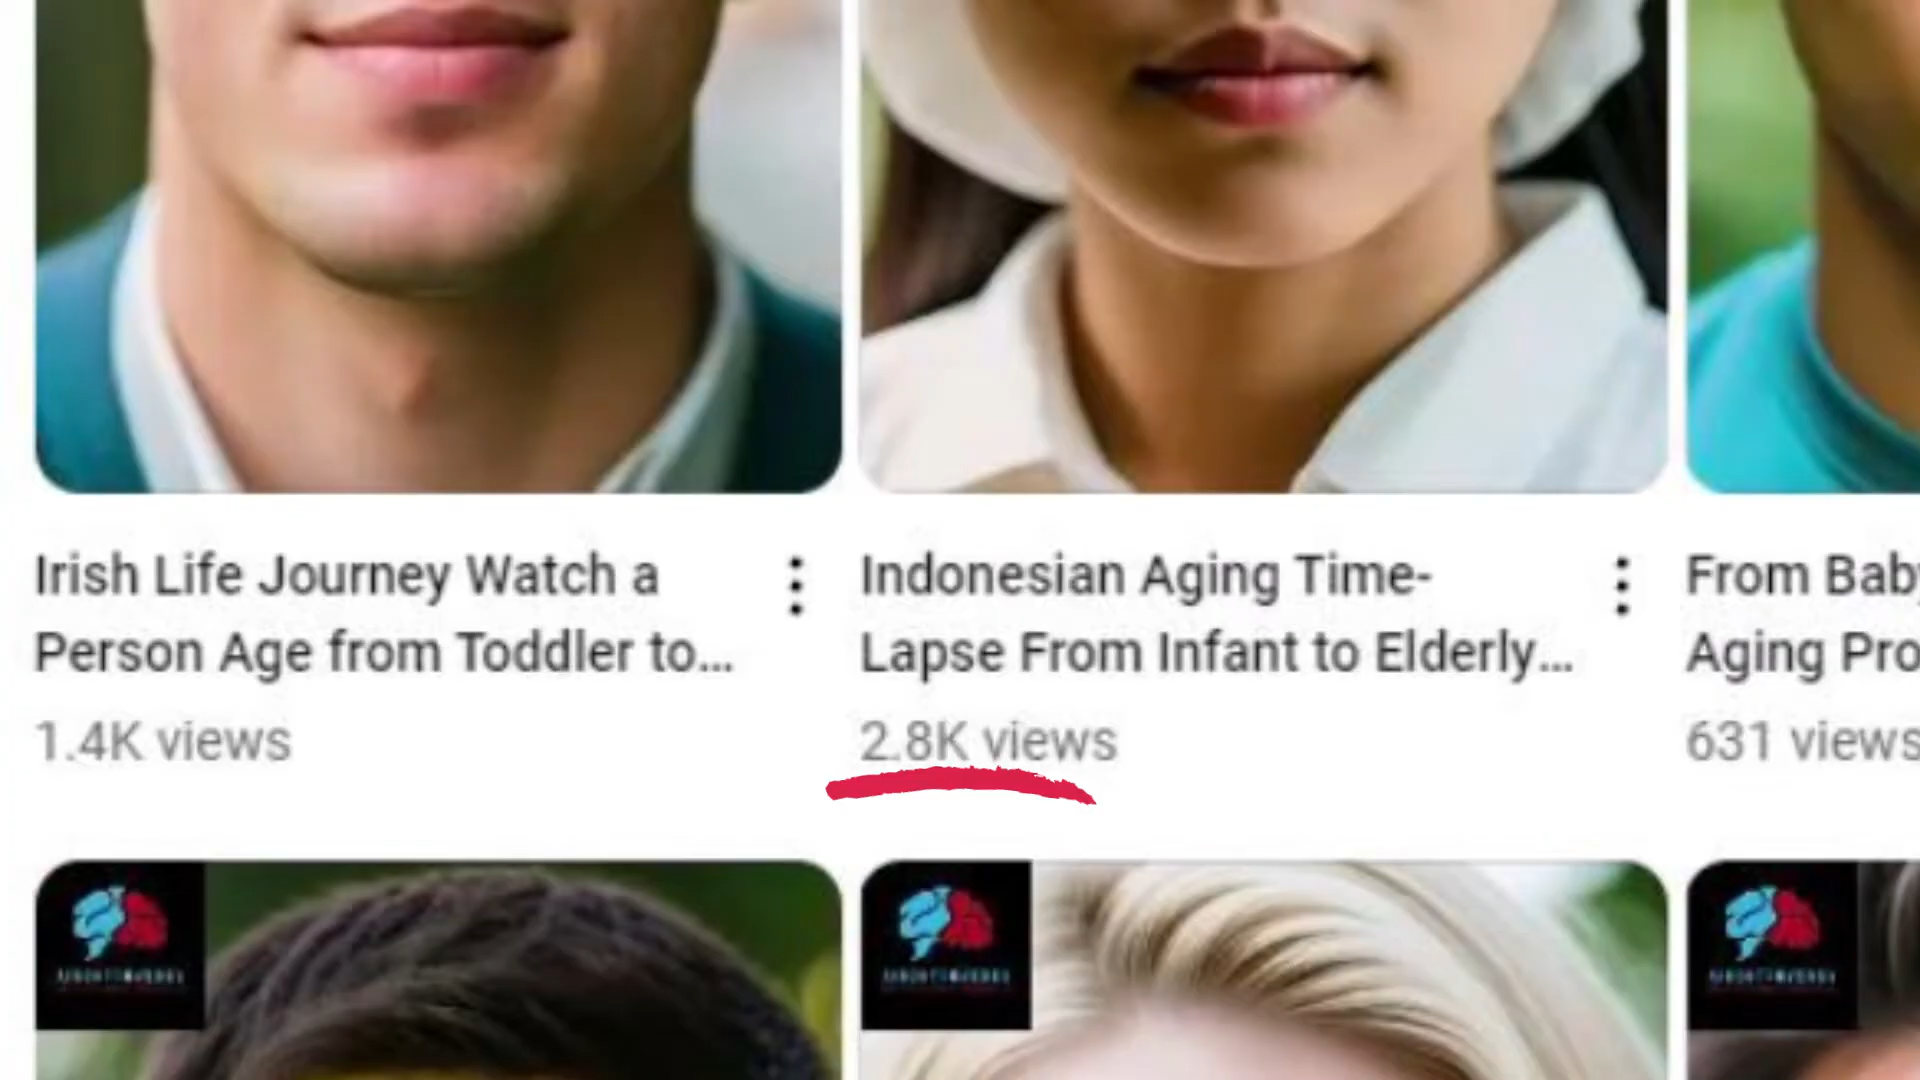 Irish Life Journey Watch a
Person Age from Toddler to...
1.4K views
Indonesian Aging Time-
Lapse From Infant to Elderly...
2.8K views
From Baby
Aging Pro
631 views